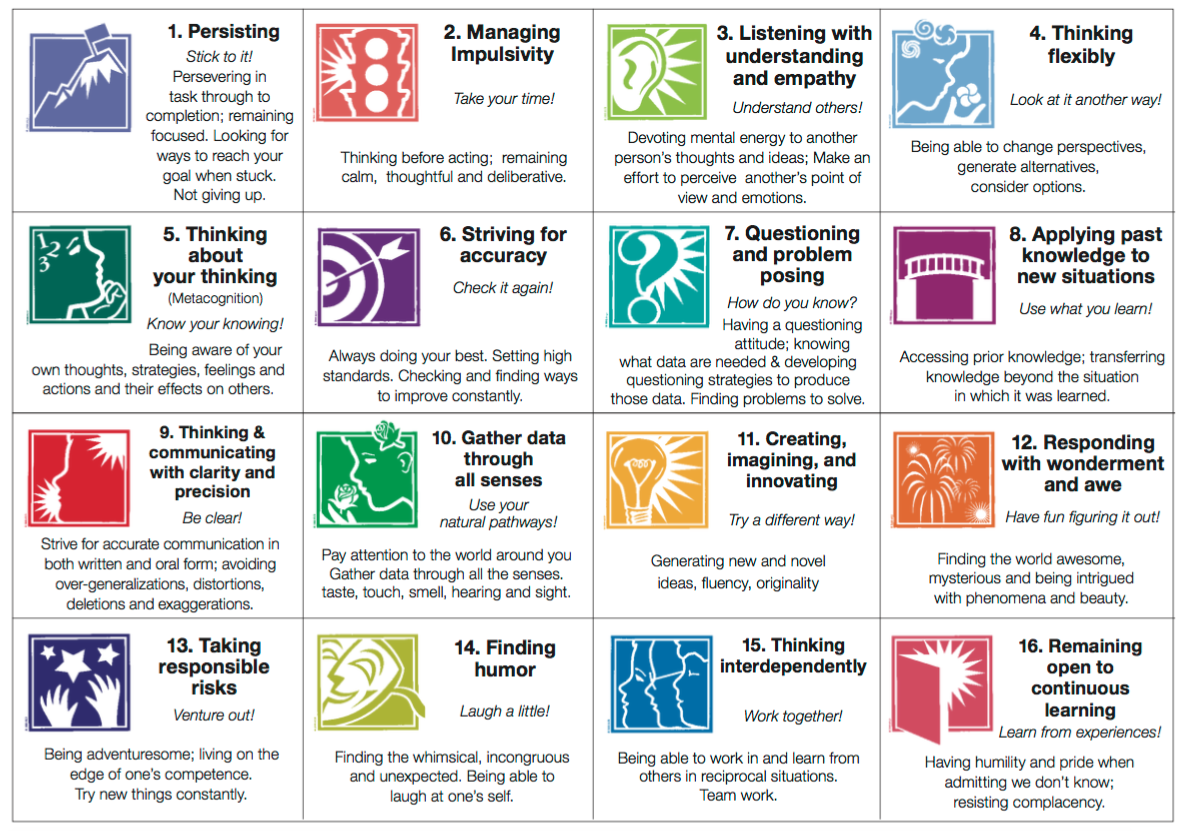 1. Persisting
Stick to it!
Persevering in
task through to
completion; remaining
focused. Looking for
ways to reach your
goal when stuck.
Not giving up.
2. Managing
Impulsivity
Take your time!
Thinking before acting; remaining
calm, thoughtful and deliberative.
3. Listening with
understanding
and empathy
Understand others!
Devoting mental energy to another
person's thoughts and ideas; Make an
effort to perceive another's point of
view and emotions.
4. Thinking
flexibly
Look at it another way!
Being able to change perspectives,
generate alternatives,
consider options.
5. Thinking
about
your thinking
(Metacognition)
Know your knowing!
Being aware of your
own thoughts, strategies, feelings and
actions and their effects on others.
1 2
3
6. Striving for
accuracy
Check it again!
Always doing your best. Setting high
standards. Checking and finding ways
to improve constantly.
7. Questioning
and problem
posing
How do you know?
Having a questioning
attitude; knowing
what data are needed & developing
questioning strategies to produce
those data. Finding problems to solve.
?
8. Applying past
knowledge to
new situations
Use what you learn!
Accessing prior knowledge; transferring
knowledge beyond the situation
in which it was learned.
9. Thinking &
communicating
with clarity and
precision
Be clear!
Strive for accurate communication in
both written and oral form; avoiding
over-generalizations, distortions,
deletions and exaggerations.
10. Gather data
through
all senses
Use your
natural pathways!
Pay attention to the world around you
Gather data through all the senses.
taste, touch, smell, hearing and sight.
11. Creating,
imagining, and
innovating
Try a different way!
Generating new and novel
ideas, fluency, originality
12. Responding
with wonderment
and awe
Have fun figuring it out!
Finding the world awesome,
mysterious and being intrigued
with phenomena and beauty.
13. Taking
responsible
risks
Venture out!
Being adventuresome; living on the
edge of one's competence.
Try new things constantly.
14. Finding
humor
Laugh a little!
Finding the whimsical, incongruous
and unexpected. Being able to
laugh at one's self.
15. Thinking
interdependently
Work together!
Being able to work in and learn from
others in reciprocal situations.
Team work.
16. Remaining
open to
continuous
learning
Learn from experiences!
Having humility and pride when
admitting we don't know;
resisting complacency.